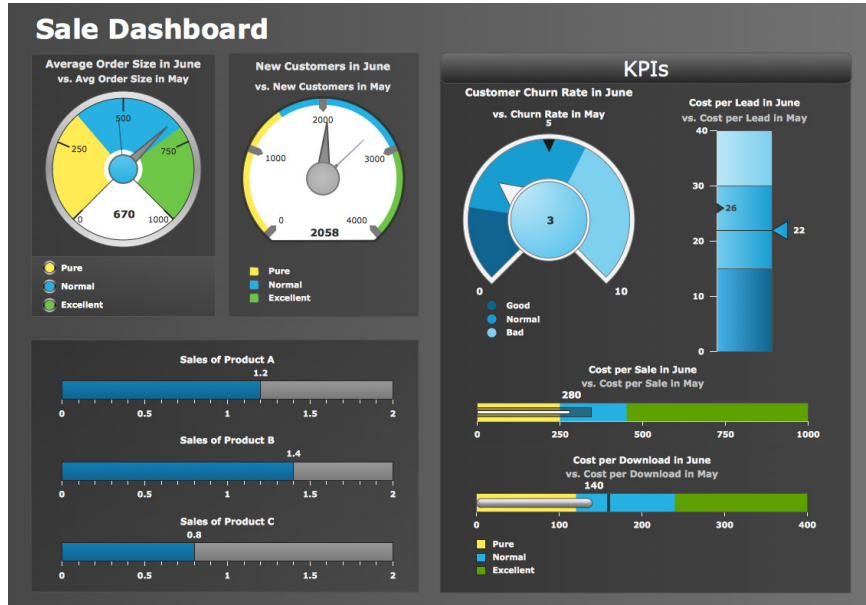 Sale Dashboard
Average Order Size in June
vs. Avg Order Size in May
0
250
500
750
1000
670
Pure
Normal
Excellent
New Customers in June
vs. New Customers in May
0
1000
2000
3000
4000
2058
Pure
Normal
Excellent
Sales of Product A
1.2
0 0.5 1 1.5 2
Sales of Product B
1.4
0 0.5 1 1.5 2
Sales of Product C
0.8
0 0.5 1 1.5 2
KPIs
Customer Churn Rate in June
vs. Churn Rate in May
5
3
0 10
Good
Normal
Bad
Cost per Lead in June
vs. Cost per Lead in May
40
30
26
22
20
10
0
Cost per Sale in June
vs. Cost per Sale in May
280
0 250 500 750 1000
Cost per Download in June
vs. Cost per Download in May
140
0 100 200 300 400
Pure
Normal
Excellent